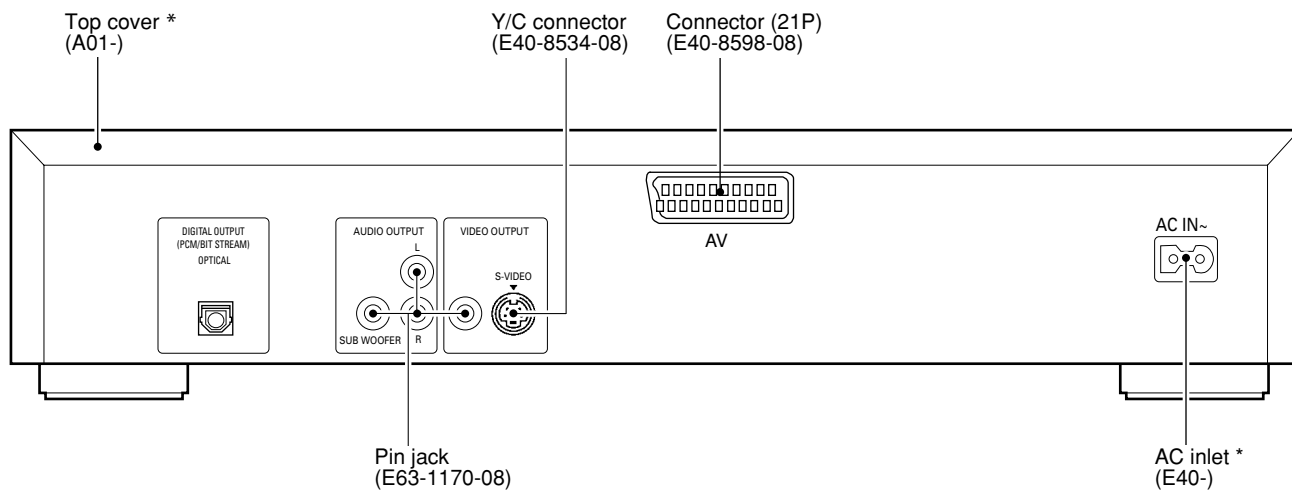 Top cover *
(A01-)
Y/C connector
(E40-8534-08)
Connector (21P)
(E40-8598-08)
DIGITAL OUTPUT
(PCM/BIT STREAM)
OPTICAL
AUDIO OUTPUT
L
SUB WOOFER
R
VIDEO OUTPUT
S-VIDEO
AV
AC IN~
Pin jack
(E63-1170-08)
AC inlet *
(E40-)